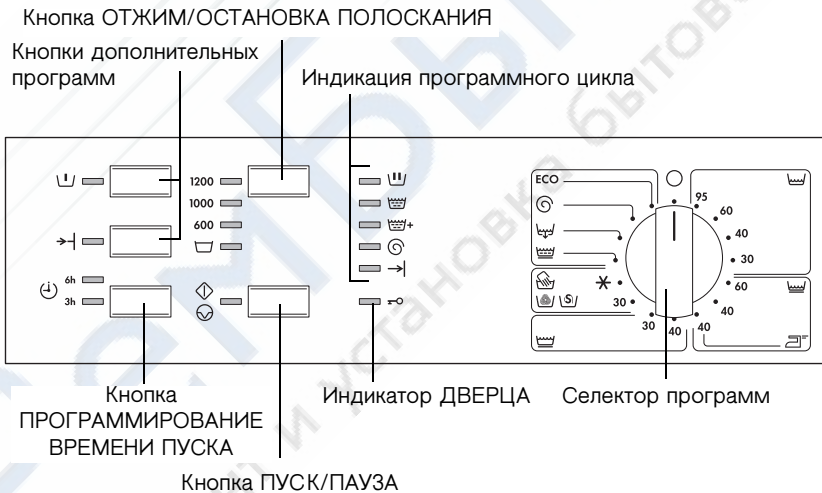 Кнопка ОТЖИМ/ОСТАНОВКА ПОЛОСКАНИЯ
Кнопки дополнительных
программ
Индикация программного цикла
1200
1000
600
6h
3h
ECO
95
60
40
30
60
40
40
40
30
30
Кнопка
ПРОГРАММИРОВАНИЕ
ВРЕМЕНИ ПУСКА
Индикатор ДВЕРЦА
Селектор программ
Кнопка ПУСК/ПАУЗА